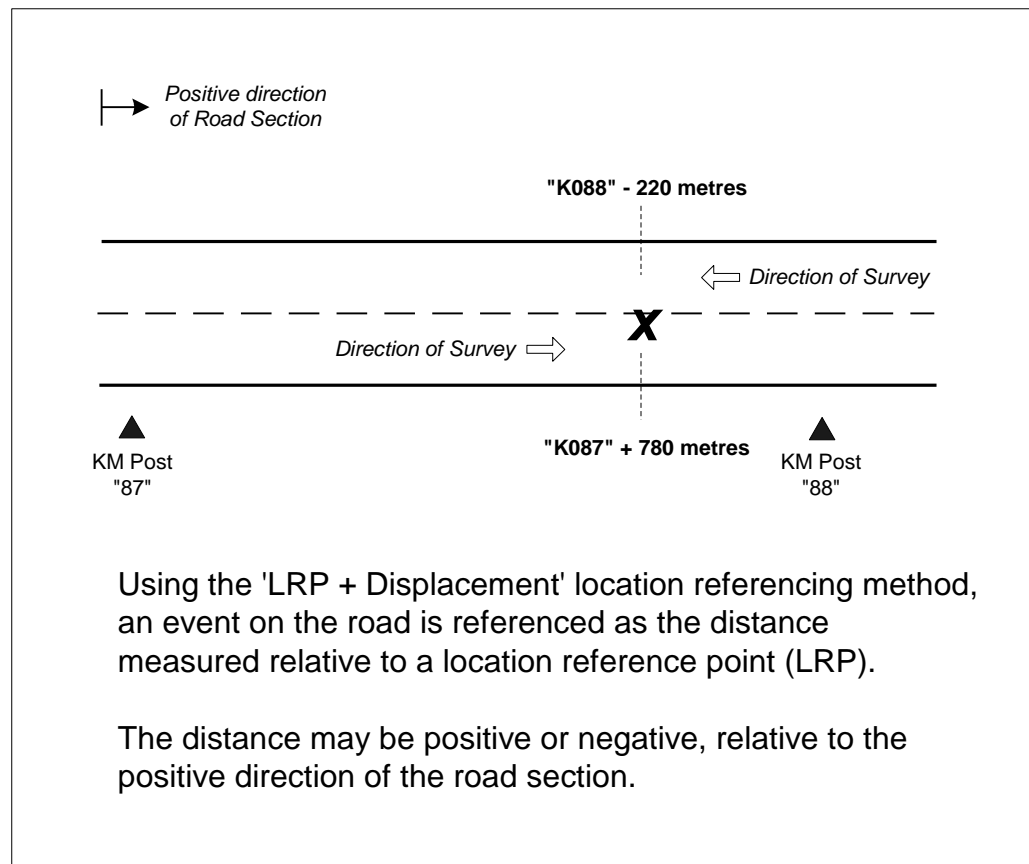 Positive direction
of Road Section
"K088" - 220 metres
Direction of Survey
X
Direction of Survey
"K087" + 780 metres
KM Post
"87"
KM Post
"88"
Using the 'LRP + Displacement' location referencing method,
an event on the road is referenced as the distance
measured relative to a location reference point (LRP).
The distance may be positive or negative, relative to the
positive direction of the road section.